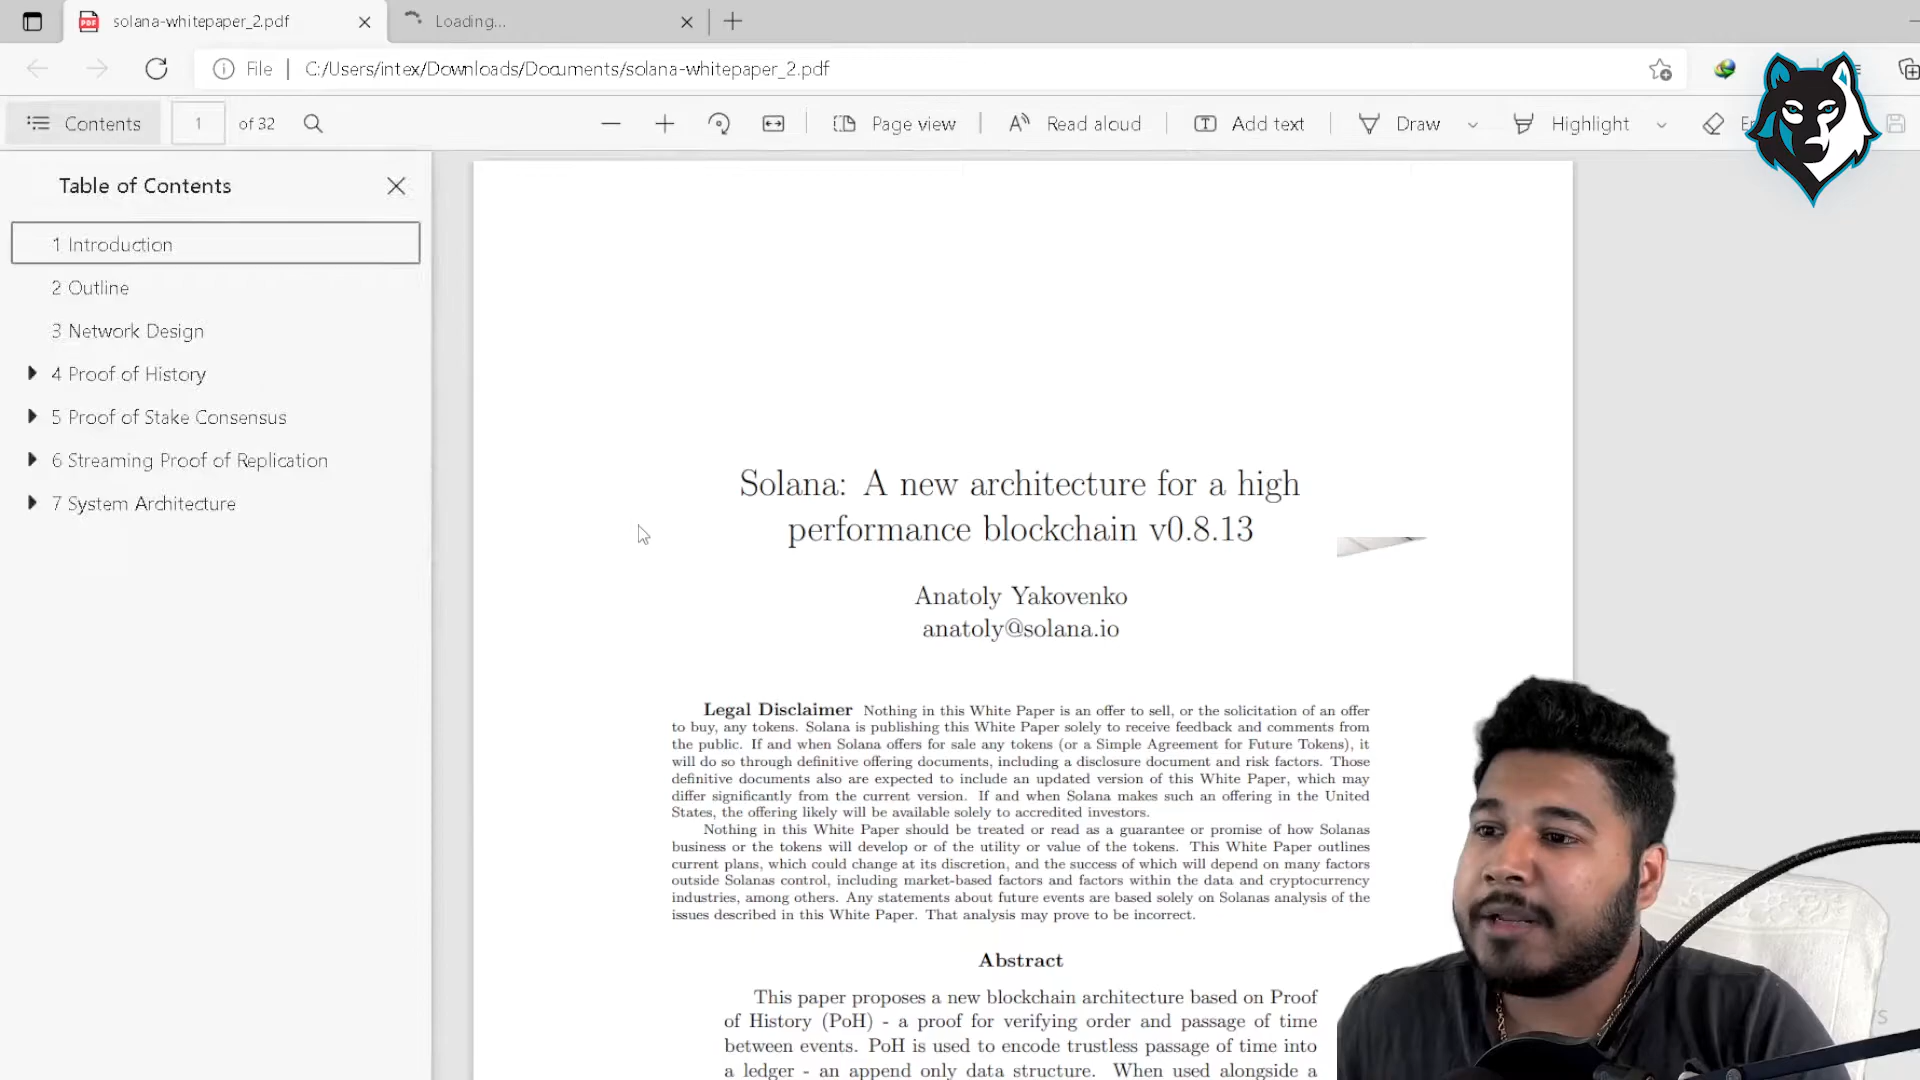 solana-whitepaper_2.pdf
Loading...
File
C:/Users/intex/Downloads/Documents/solana-whitepaper_2.pdf
Contents
1
of 32
Page view
Read aloud
Add text
Draw
Highlight
Table of Contents
1 Introduction
2 Outline
3 Network Design
4 Proof of History
5 Proof of Stake Consensus
6 Streaming Proof of Replication
7 System Architecture
Solana: A new architecture for a high
performance blockchain v0.8.13
Anatoly Yakovenko
anatoly@solana.io
Legal Disclaimer Nothing in this White Paper is an offer to sell, or the solicitation of an offer
to buy, any tokens. Solana is publishing this White Paper solely to receive feedback and comments from
the public. If and when Solana offers for sale any tokens (or a Simple Agreement for Future Tokens), it
will do so through definitive offering documents, including a disclosure document and risk factors. Those
definitive documents also are expected to include an updated version of this White Paper, which may
differ significantly from the current version. If and when Solana makes such an offering in the United
States, the offering likely will be available solely to accredited investors.
Nothing in this White Paper should be treated or read as a guarantee or promise of how Solanas
business or the tokens will develop or of the utility or value of the tokens. This White Paper outlines
current plans, which could change at its discretion, and the success of which will depend on many factors
outside Solanas control, including market-based factors and factors within the data and cryptocurrency
industries, among others. Any statements about future events are based solely on Solanas analysis of the
issues described in this White Paper. That analysis may prove to be incorrect.
Abstract
This paper proposes a new blockchain architecture based on Proof
of History (PoH) - a proof for verifying order and passage of time
between events. PoH is used to encode trustless passage of time into
a ledger - an append only data structure. When used alongside a